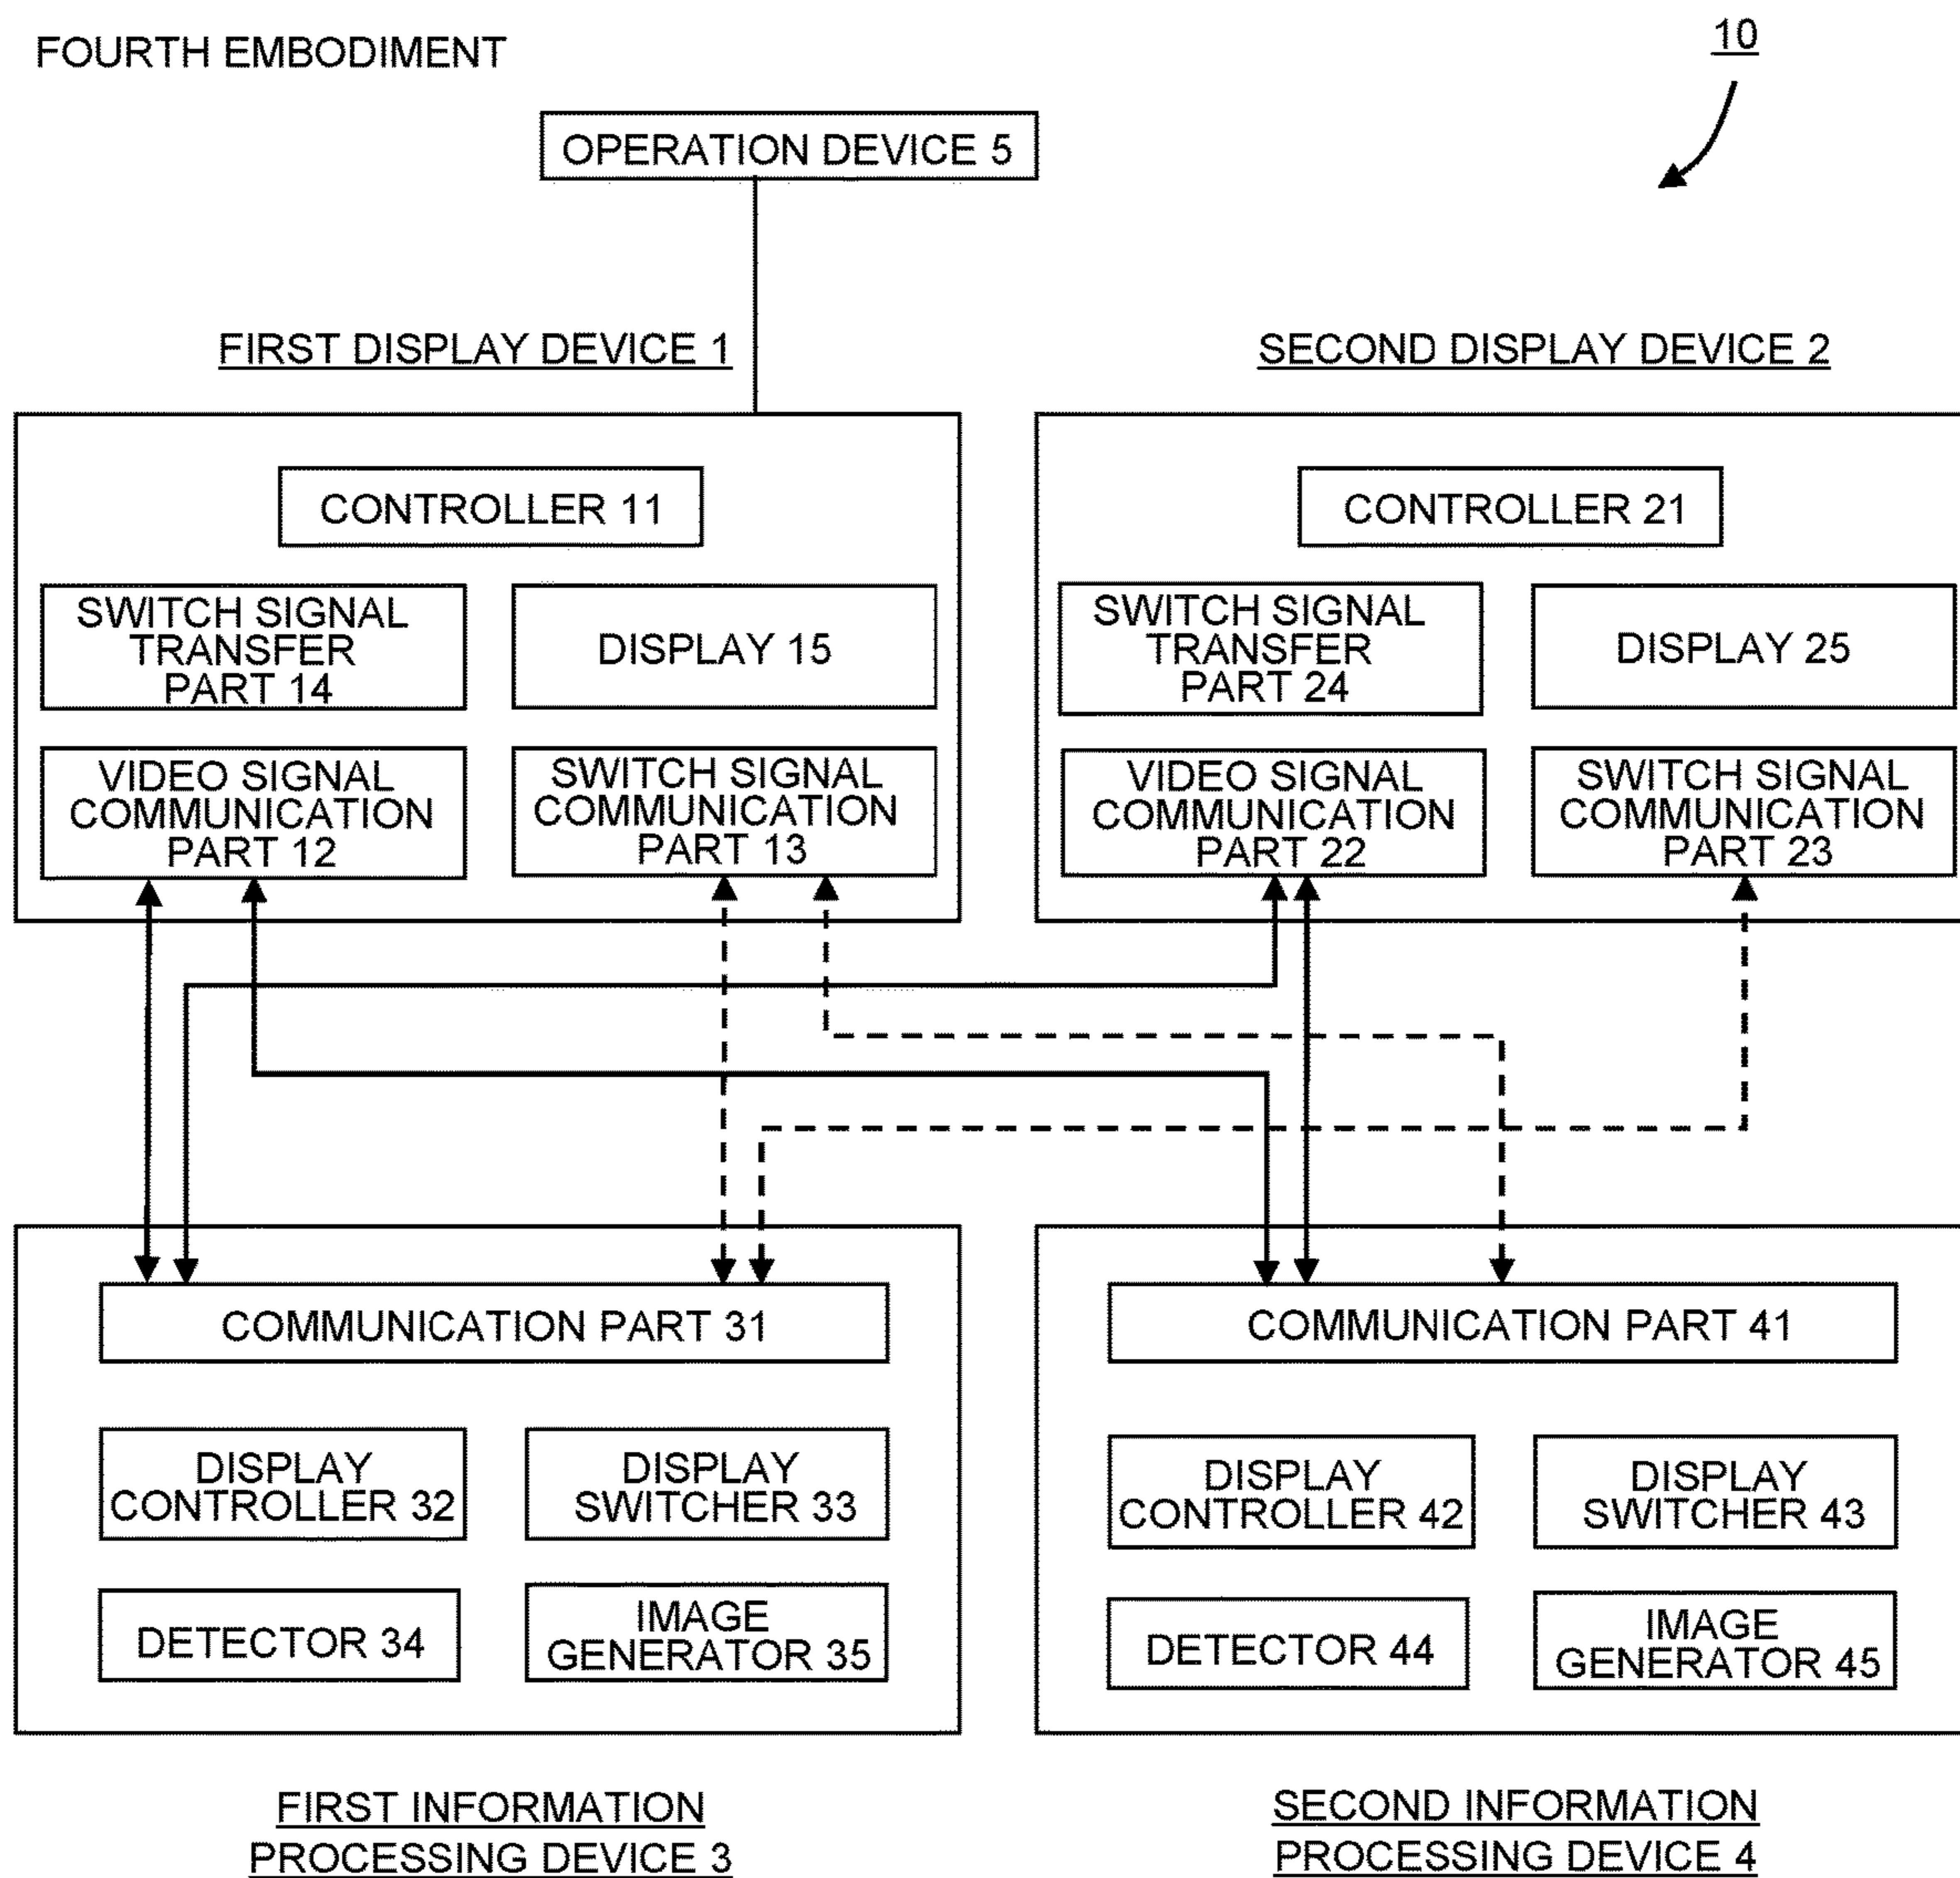 FOURTH EMBODIMENT
10
OPERATION DEVICE 5
FIRST DISPLAY DEVICE 1
SECOND DISPLAY DEVICE 2
CONTROLLER 11
CONTROLLER 21
SWITCH SIGNAL
TRANSFER
PART 14
DISPLAY 15
SWITCH SIGNAL
TRANSFER
PART 24
DISPLAY 25
VIDEO SIGNAL
COMMUNICATION
PART 12
SWITCH SIGNAL
COMMUNICATION
PART 13
VIDEO SIGNAL
COMMUNICATION
PART 22
SWITCH SIGNAL
COMMUNICATION
PART 23
COMMUNICATION PART 31
COMMUNICATION PART 41
DISPLAY
CONTROLLER 32
DISPLAY
SWITCHER 33
DISPLAY
CONTROLLER 42
DISPLAY
SWITCHER 43
DETECTOR 34
IMAGE
GENERATOR 35
DETECTOR 44
IMAGE
GENERATOR 45
FIRST INFORMATION
PROCESSING DEVICE 3
SECOND INFORMATION
PROCESSING DEVICE 4